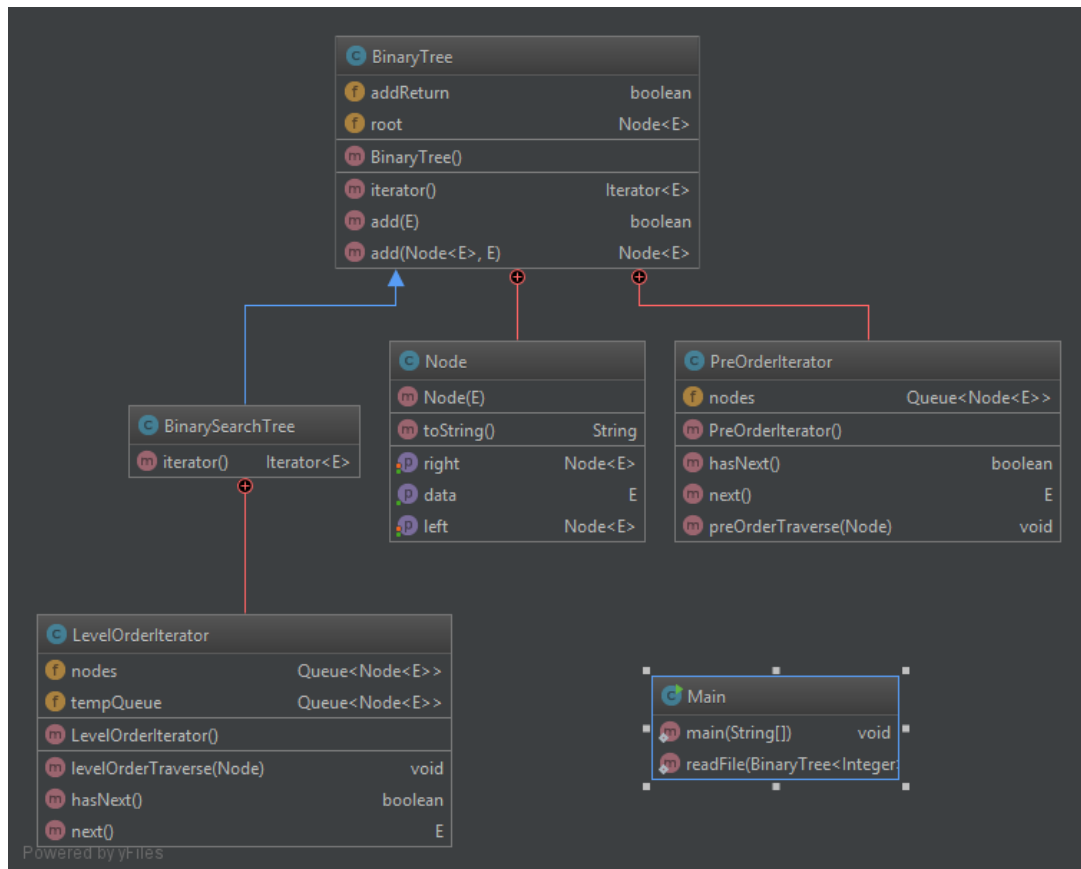 BinaryTree
addReturn boolean
root Node<E>
BinaryTree()
iterator() Iterator<E>
add(E) boolean
add(Node<E>, E) Node<E>
Node
Node(E)
toString() String
right Node<E>
data E
left Node<E>
PreOrderIterator
nodes Queue<Node<E>>
PreOrderIterator()
hasNext() boolean
next() E
preOrderTraverse(Node) void
BinarySearchTree
iterator() Iterator<E>
LevelOrderIterator
nodes Queue<Node<E>>
tempQueue Queue<Node<E>>
LevelOrderIterator()
levelOrderTraverse(Node) void
hasNext() boolean
next() E
Main
main(String[]) void
readFile(BinaryTree<Integer>
Powered by yFiles